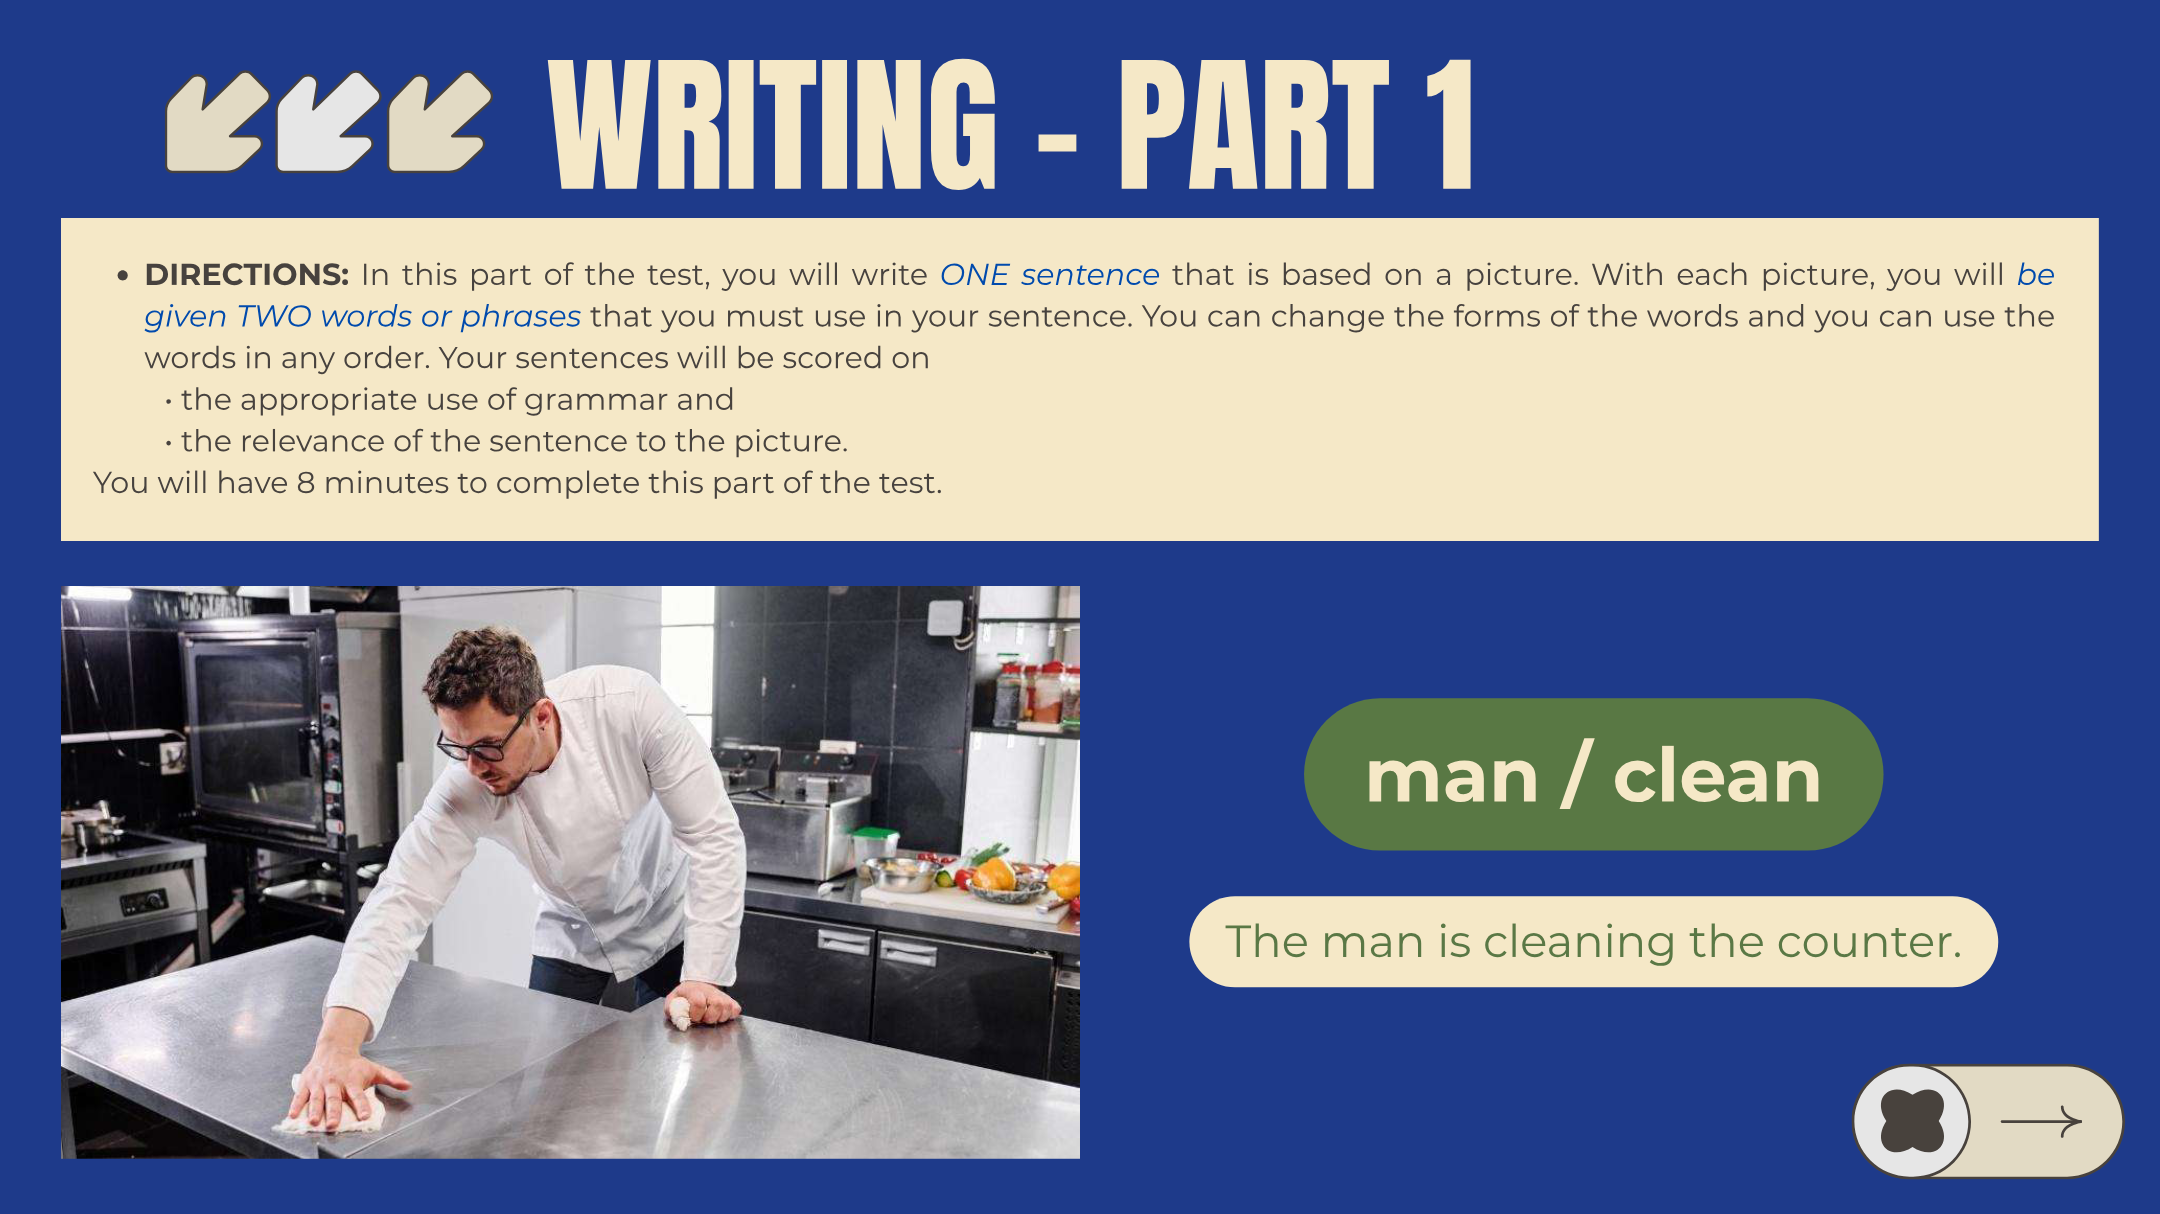 WRITING - PART 1
• DIRECTIONS: In this part of the test, you will write ONE sentence that is based on a picture. With each picture, you will be
given TWO words or phrases that you must use in your sentence. You can change the forms of the words and you can use the
words in any order. Your sentences will be scored on
• the appropriate use of grammar and
• the relevance of the sentence to the picture.
You will have 8 minutes to complete this part of the test.
man / clean
The man is cleaning the counter.